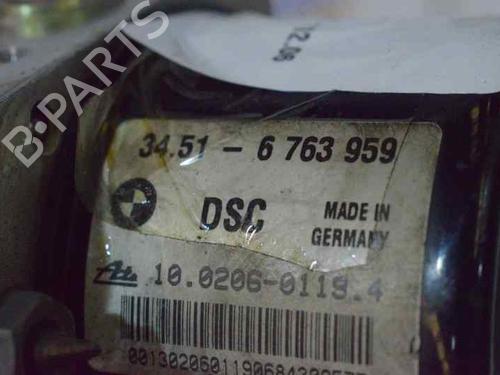 B-PARTS
34.51 - 6 763 959
DSC
MADE IN
GERMANY
Ate 10.0206-0119.4